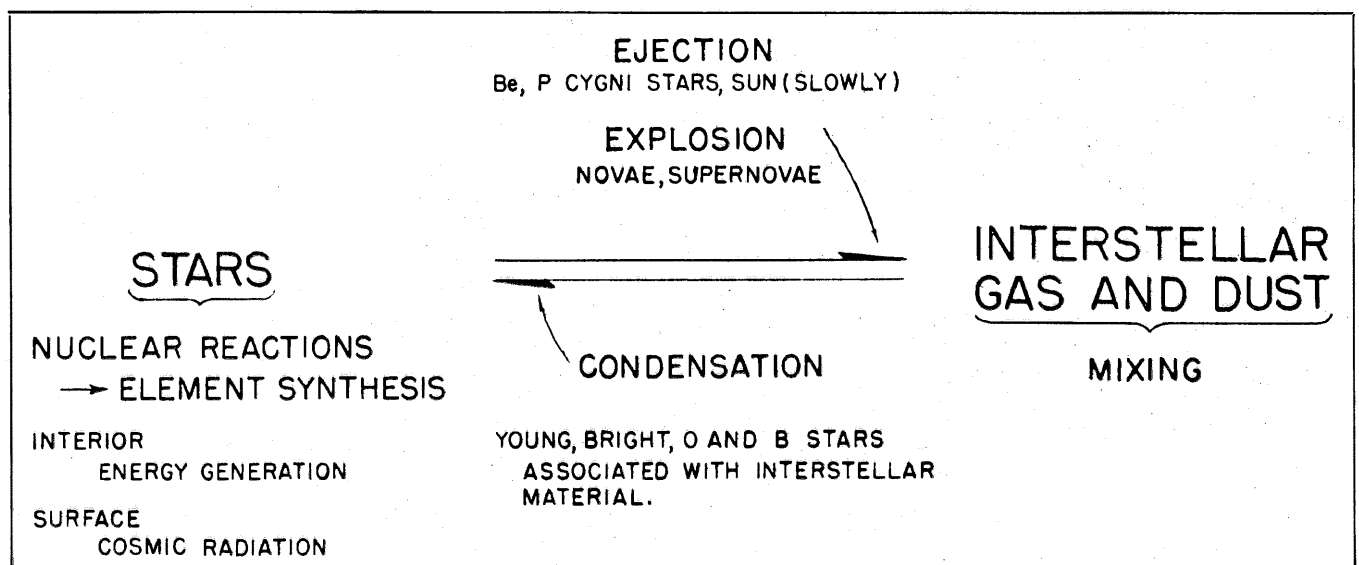 EJECTION
Be, P CYGNI STARS, SUN (SLOWLY)
EXPLOSION
NOVAE, SUPERNOVAE
STARS
NUCLEAR REACTIONS
→ ELEMENT SYNTHESIS
INTERIOR
ENERGY GENERATION
SURFACE
COSMIC RADIATION
CONDENSATION
YOUNG, BRIGHT, O AND B STARS
ASSOCIATED WITH INTERSTELLAR
MATERIAL.
INTERSTELLAR
GAS AND DUST
MIXING